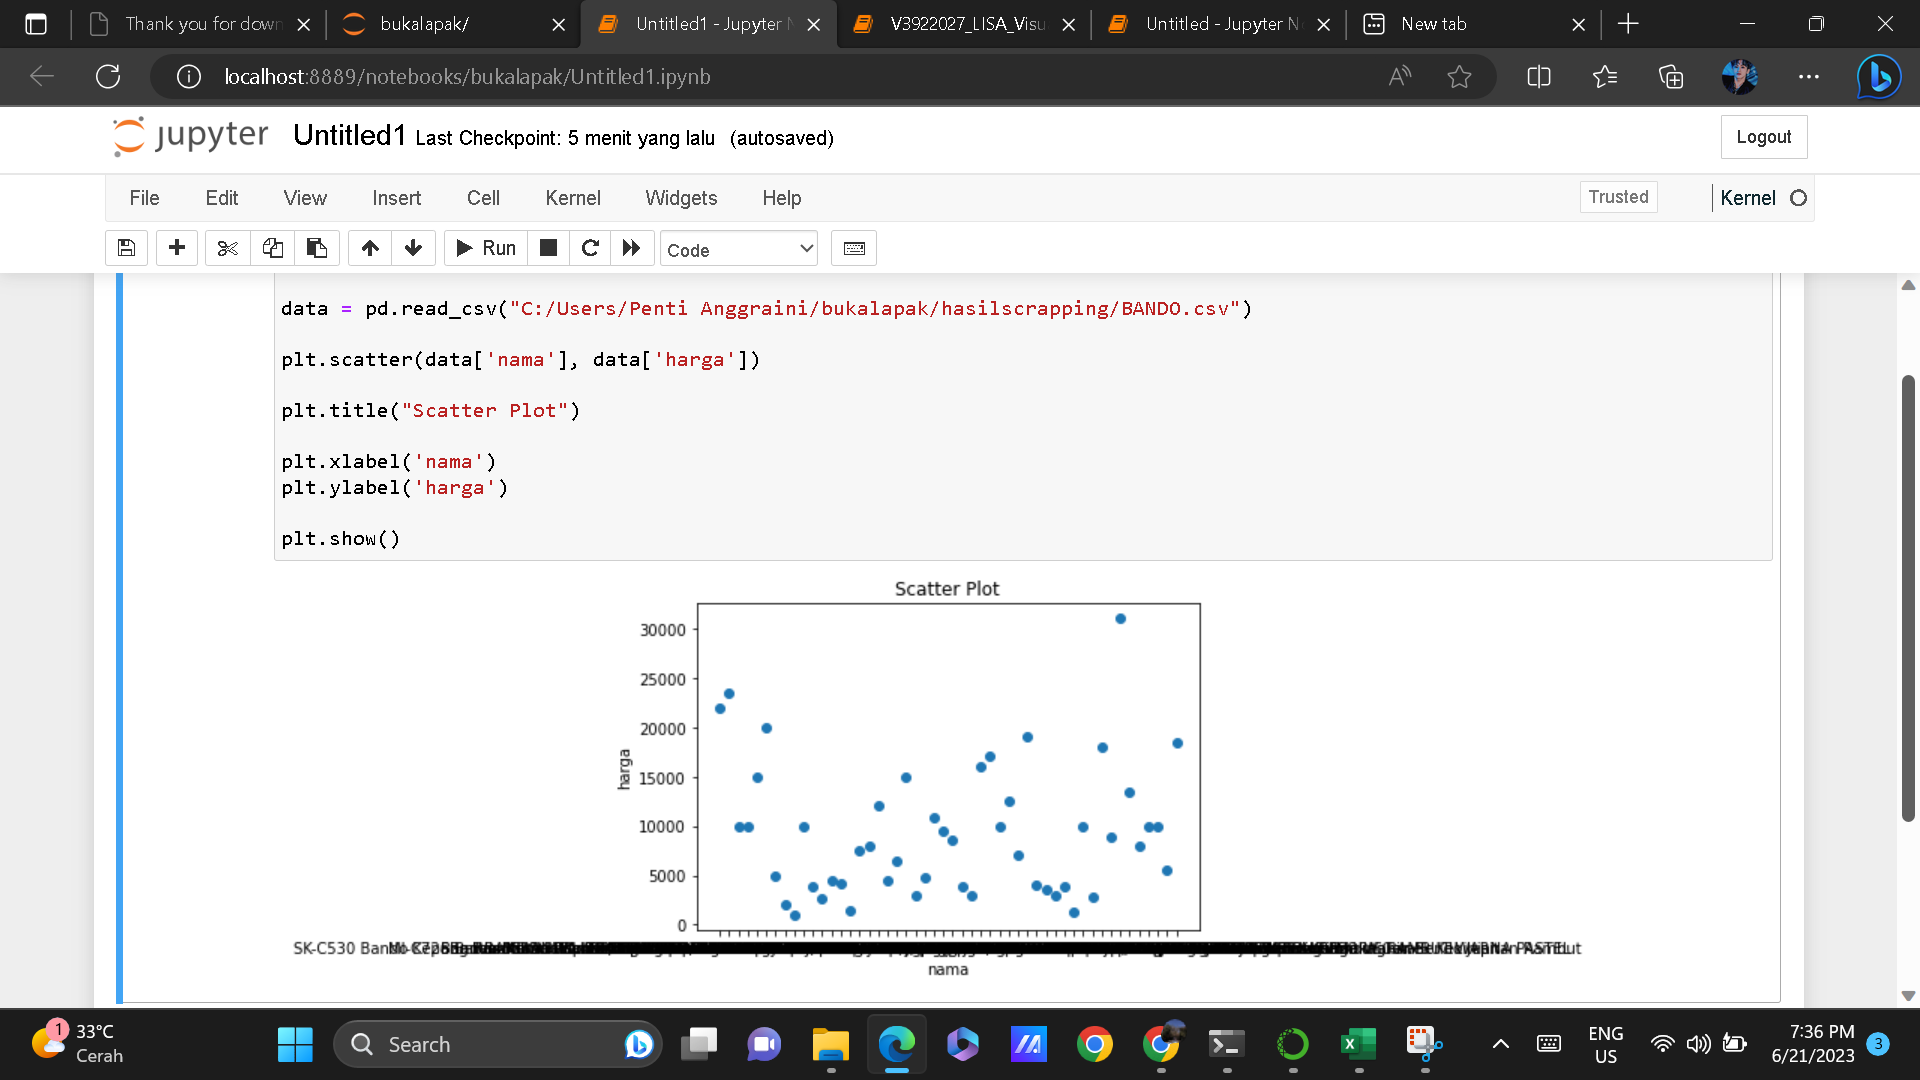 Thank you for down
bukalapak/
Untitled1 - Jupyter N
V3922027_LISA_Visu
Untitled - Jupyter N
New tab
localhost:8889/notebooks/bukalapak/Untitled1.ipynb
jupyter Untitled1 Last Checkpoint: 5 menit yang lalu (autosaved)
Logout
File Edit View Insert Cell Kernel Widgets Help
Trusted
Kernel
Run
Code
data = pd.read_csv("C:/Users/Penti Anggraini/bukalapak/hasilscrapping/BANDO.csv")
plt.scatter(data['nama'], data['harga'])
plt.title("Scatter Plot")
plt.xlabel('nama')
plt.ylabel('harga')
plt.show()
Scatter Plot
30000
25000
20000
15000
10000
5000
0
harga
SK-C530
nama
1
33°C
Cerah
Search
ENG
US
7:36 PM
6/21/2023
3